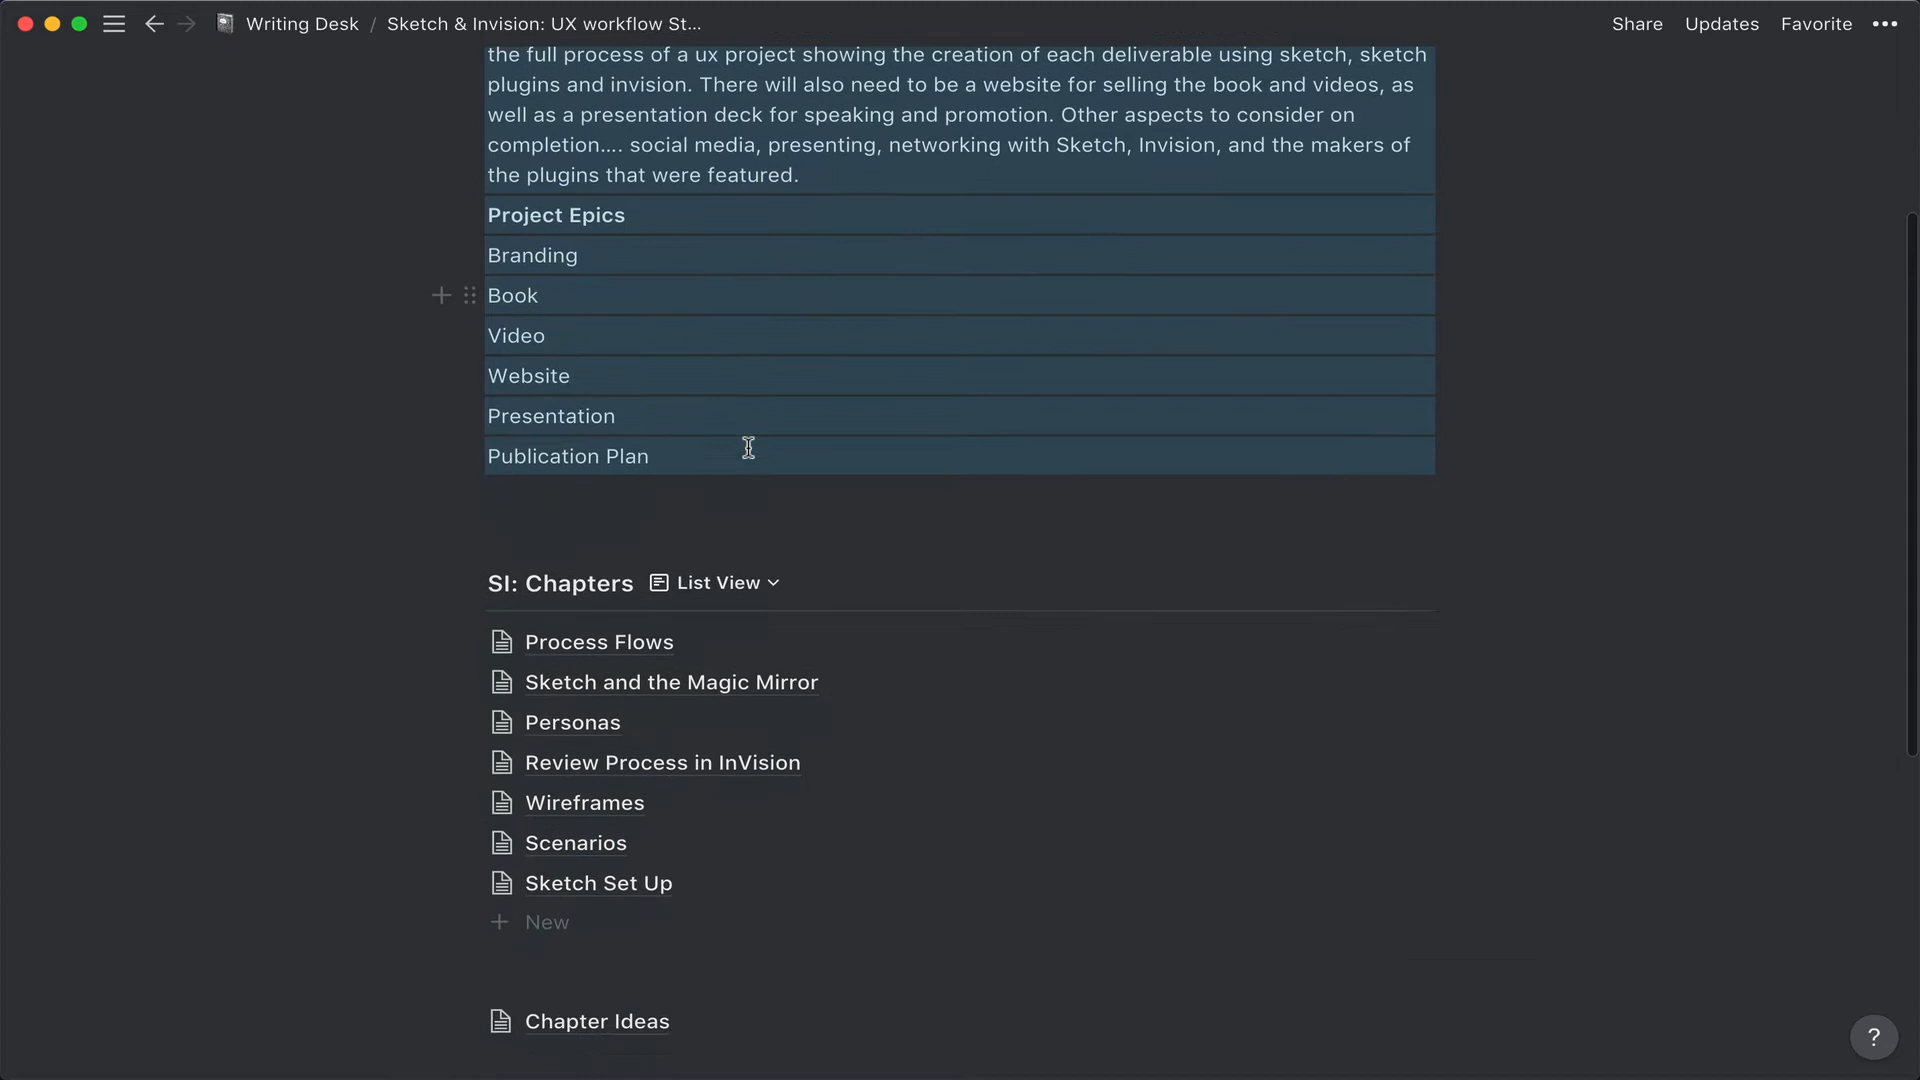 Writing Desk / Sketch & Invision: UX workflow St...
Share Updates Favorite •••
the full process of a ux project showing the creation of each deliverable using sketch, sketch
plugins and invision. There will also need to be a website for selling the book and videos, as
well as a presentation deck for speaking and promotion. Other aspects to consider on
completion.... social media, presenting, networking with Sketch, Invision, and the makers of
the plugins that were featured.
Project Epics
Branding
Book
Video
Website
Presentation
Publication Plan
SI: Chapters List View
Process Flows
Sketch and the Magic Mirror
Personas
Review Process in InVision
Wireframes
Scenarios
Sketch Set Up
+ New
Chapter Ideas
?